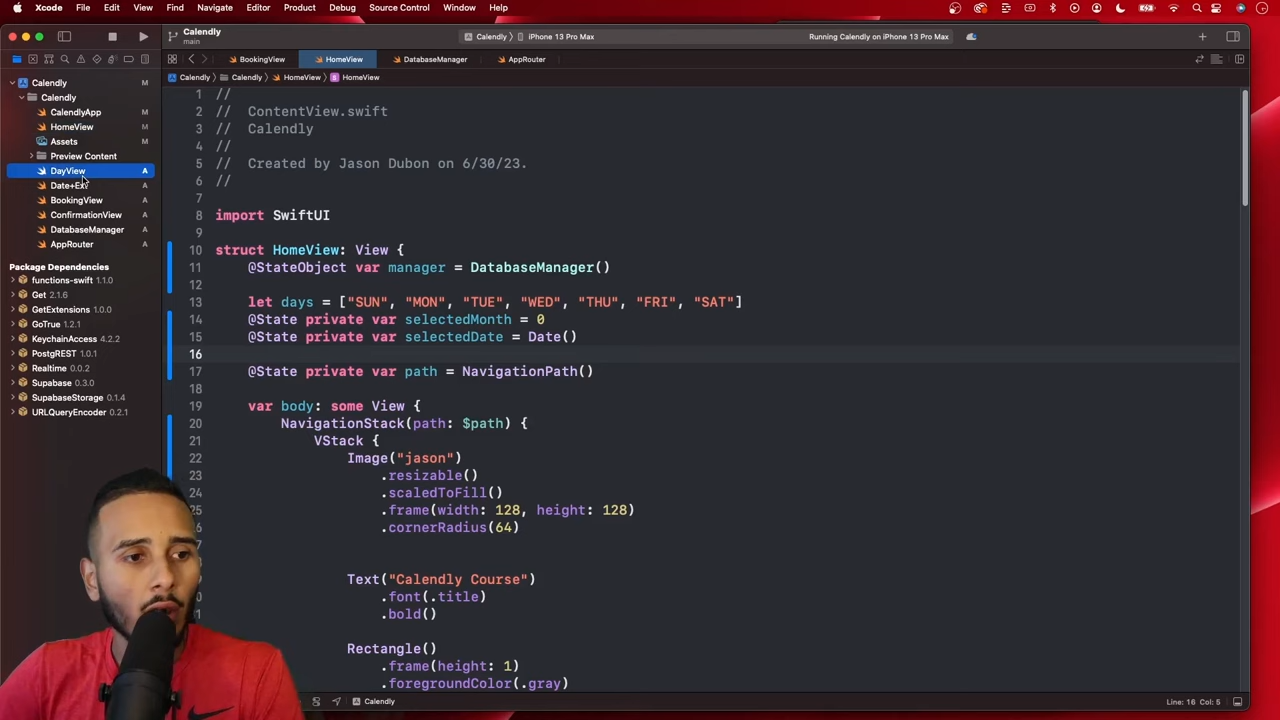 Xcode File Edit View Find Navigate Editor Product Debug Source Control Window Help
Calendly
main
Calendly 〉 iPhone 13 Pro Max
Running Calendly on iPhone 13 Pro Max
BookingView HomeView DatabaseManager AppRouter
Calendly 〉 Calendly 〉 HomeView 〉 HomeView
Calendly M
Calendly
CalendlyApp M
HomeView M
Assets M
Preview Content
DayView A
Date+Ex A
BookingView A
ConfirmationView A
DatabaseManager A
AppRouter A
Package Dependencies
functions-swift 1.1.0
Get 2.1.6
GetExtensions 1.0.0
GoTrue 1.2.1
KeychainAccess 4.2.2
PostgREST 1.0.1
Realtime 0.0.2
Supabase 0.3.0
SupabaseStorage 0.1.4
URLQueryEncoder 0.2.1
1 //
2 // ContentView.swift
3 // Calendly
4 //
5 // Created by Jason Dubon on 6/30/23.
6 //
7
8 import SwiftUI
9
10 struct HomeView: View {
11 @StateObject var manager = DatabaseManager()
12
13 let days = ["SUN", "MON", "TUE", "WED", "THU", "FRI", "SAT"]
14 @State private var selectedMonth = 0
15 @State private var selectedDate = Date()
16
17 @State private var path = NavigationPath()
18
19 var body: some View {
20 NavigationStack(path: $path) {
21 VStack {
22 Image("jason")
23 .resizable()
24 .scaledToFill()
25 .frame(width: 128, height: 128)
6 .cornerRadius(64)
7
Text("Calendly Course")
0 .font(.title)
1 .bold()
Rectangle()
.frame(height: 1)
.foregroundColor(.gray)
Calendly
Line: 16 Col: 5